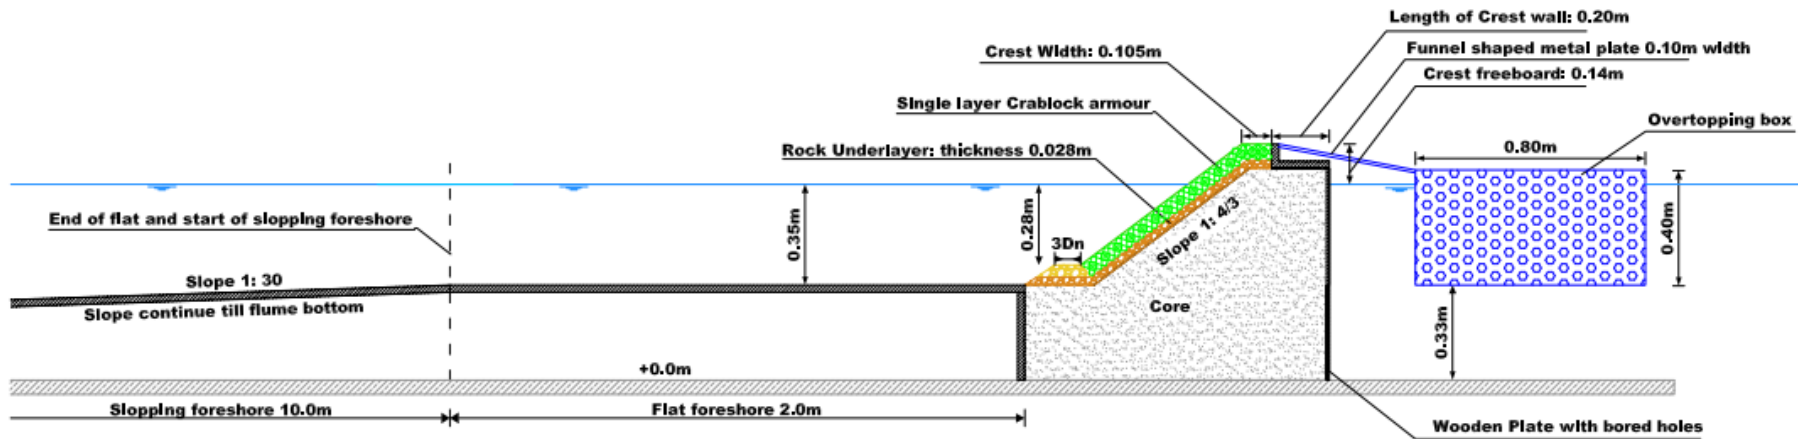 Length of Crest wall: 0.20m
Crest Width: 0.105m
Funnel shaped metal plate 0.10m width
Crest freeboard: 0.14m
Single layer Crablock armour
Overtopping box
Rock Underlayer: thickness 0.028m
0.80m
End of flat and start of slopping foreshore
0.35m
0.28m
3Dn
Slope 1: 4/3
0.40m
Slope 1: 30
Slope continue till flume bottom
Core
0.33m
+0.0m
Slopping foreshore 10.0m
Flat foreshore 2.0m
Wooden Plate with bored holes